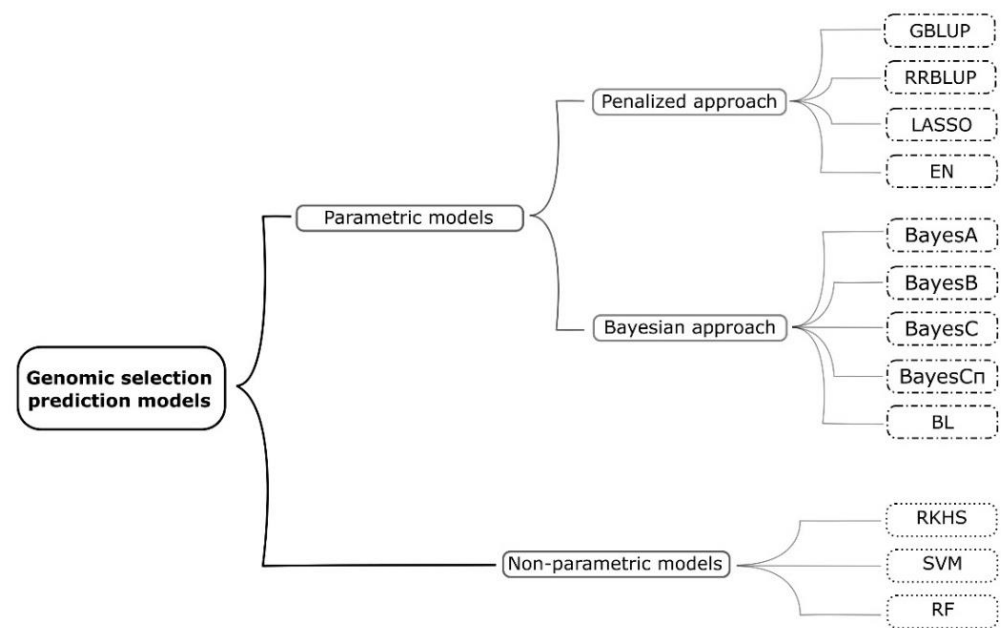 Genomic selection
prediction models
Parametric models
Penalized approach
GBLUP
RRBLUP
LASSO
EN
Bayesian approach
BayesA
BayesB
BayesC
BayesCπ
BL
Non-parametric models
RKHS
SVM
RF